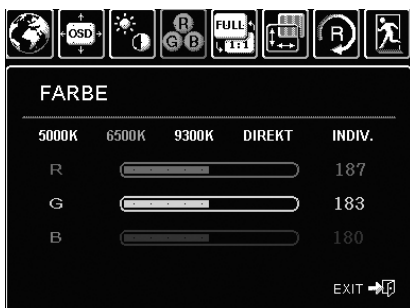 OSD R G B FULL 1:1 R
FARBE
5000K 6500K 9300K DIREKT INDIV.
R 187
G 183
B 180
EXIT